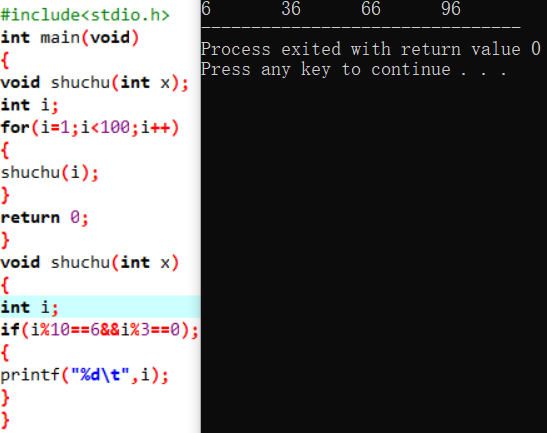 #include<stdio.h>
int main(void)
{
void shuchu(int x);
int i;
for(i=1;i<100;i++)
{
shuchu(i);
}
return 0;
}
void shuchu(int x)
{
int i;
if(i%10==6&&i%3==0);
{
printf("%d\t",i);
}
}
6 36 66 96
--------------------------------
Process exited with return value 0
Press any key to continue . . .